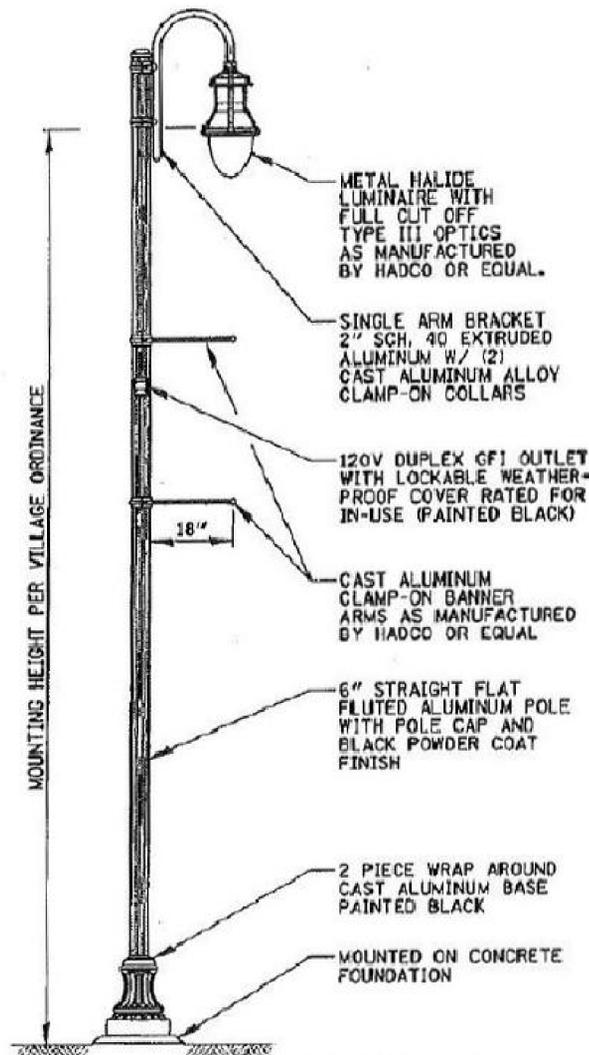 METAL HALIDE
LUMINAIRE WITH
FULL CUT OFF
TYPE III OPTICS
AS MANUFACTURED
BY HADCO OR EQUAL.
SINGLE ARM BRACKET
2" SCH. 40 EXTRUDED
ALUMINUM W/ (2)
CAST ALUMINUM ALLOY
CLAMP-ON COLLARS
120V DUPLEX GFI OUTLET
WITH LOCKABLE WEATHER-
PROOF COVER RATED FOR
IN-USE (PAINTED BLACK)
18"
CAST ALUMINUM
CLAMP-ON BANNER
ARMS AS MANUFACTURED
BY HADCO OR EQUAL
6" STRAIGHT FLAT
FLUTED ALUMINUM POLE
WITH POLE CAP AND
BLACK POWDER COAT
FINISH
2 PIECE WRAP AROUND
CAST ALUMINUM BASE
PAINTED BLACK
MOUNTED ON CONCRETE
FOUNDATION
MOUNTING HEIGHT PER VILLAGE ORDINANCE